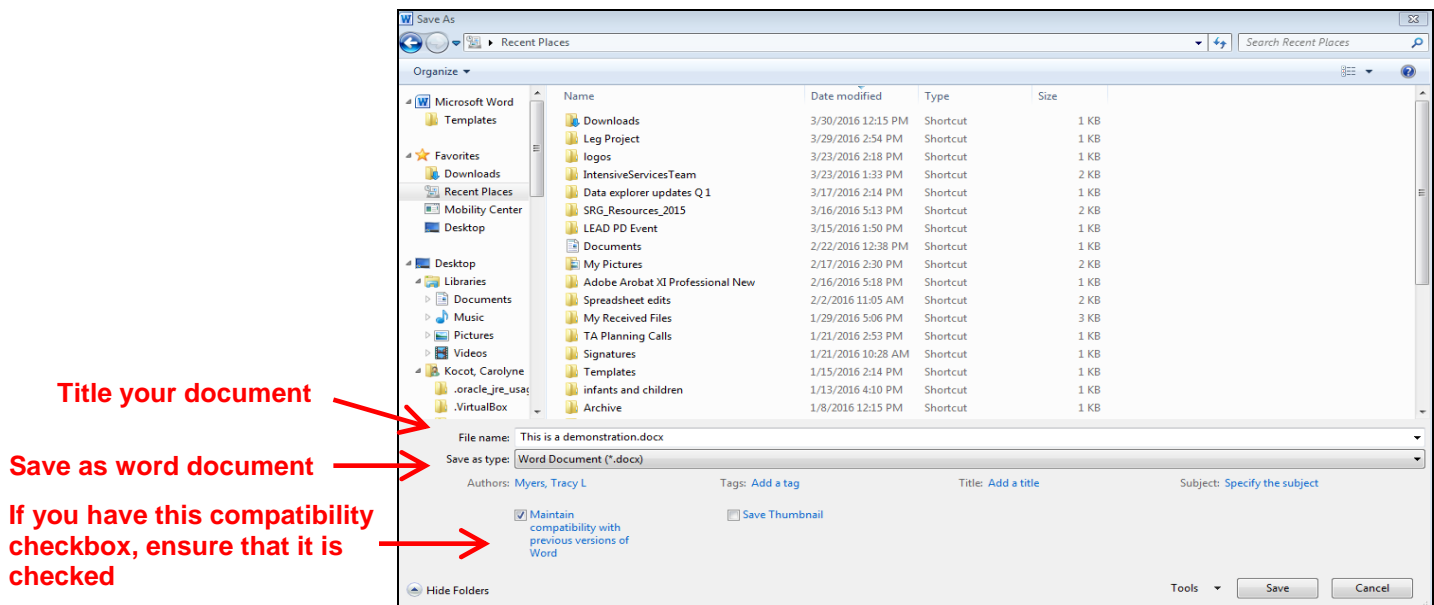 Save As
Recent Places
Search Recent Places
Organize
Microsoft Word
Templates
Favorites
Downloads
Recent Places
Mobility Center
Desktop
Desktop
Libraries
Documents
Music
Pictures
Videos
Kocot, Carolyne
.oracle_jre_usag
.VirtualBox
Name Date modified Type Size
Downloads 3/30/2016 12:15 PM Shortcut 1 KB
Leg Project 3/29/2016 2:54 PM Shortcut 1 KB
logos 3/23/2016 2:18 PM Shortcut 1 KB
IntensiveServicesTeam 3/23/2016 1:33 PM Shortcut 2 KB
Data explorer updates Q 1 3/17/2016 2:14 PM Shortcut 1 KB
SRG_Resources_2015 3/16/2016 5:13 PM Shortcut 2 KB
LEAD PD Event 3/15/2016 1:50 PM Shortcut 1 KB
Documents 2/22/2016 12:38 PM Shortcut 1 KB
My Pictures 2/17/2016 2:30 PM Shortcut 2 KB
Adobe Arobat XI Professional New 2/16/2016 5:18 PM Shortcut 1 KB
Spreadsheet edits 2/2/2016 11:05 AM Shortcut 2 KB
My Received Files 1/29/2016 5:06 PM Shortcut 3 KB
TA Planning Calls 1/21/2016 2:53 PM Shortcut 1 KB
Signatures 1/21/2016 10:28 AM Shortcut 1 KB
Templates 1/15/2016 2:14 PM Shortcut 1 KB
infants and children 1/13/2016 4:10 PM Shortcut 1 KB
Archive 1/8/2016 12:15 PM Shortcut 1 KB
Title your document
File name: This is a demonstration.docx
Save as word document
Save as type: Word Document (*.docx)
Authors: Myers, Tracy L Tags: Add a tag Title: Add a title Subject: Specify the subject
If you have this compatibility
checkbox, ensure that it is
checked
Maintain
compatibility with
previous versions of
Word
Save Thumbnail
Hide Folders
Tools Save Cancel